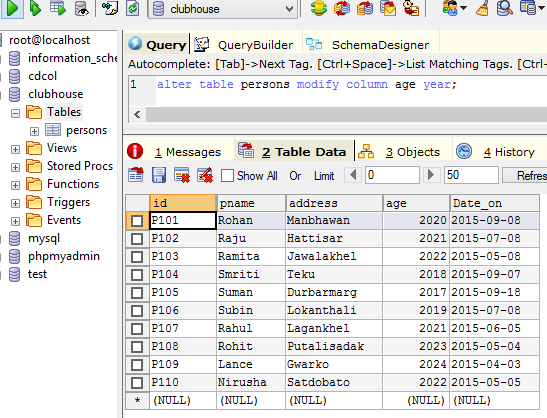 clubhouse
root@localhost
information_sche
cdcol
clubhouse
Tables
persons
Views
Stored Procs
Functions
Triggers
Events
mysql
phpmyadmin
test
Query QueryBuilder SchemaDesigner
Autocomplete: [Tab]->Next Tag. [Ctrl+Space]->List Matching Tags. [Ctrl-
1 alter table persons modify column age year;
1 Messages 2 Table Data 3 Objects 4 History
Show All Or Limit 0 50 Refres
id pname address age Date_on
P101 Rohan Manbhawan 2020 2015-09-08
P102 Raju Hattisar 2021 2015-07-08
P103 Ramita Jawalakhel 2022 2015-05-08
P104 Smriti Teku 2018 2015-09-07
P105 Suman Durbarmarg 2017 2015-09-18
P106 Subin Lokanthali 2019 2015-07-08
P107 Rahul Lagankhel 2021 2015-06-05
P108 Rohit Putalisadak 2023 2015-05-04
P109 Lance Gwarko 2024 2015-04-03
P110 Nirusha Satdobato 2022 2015-05-05
* (NULL) (NULL) (NULL) (NULL) (NULL)